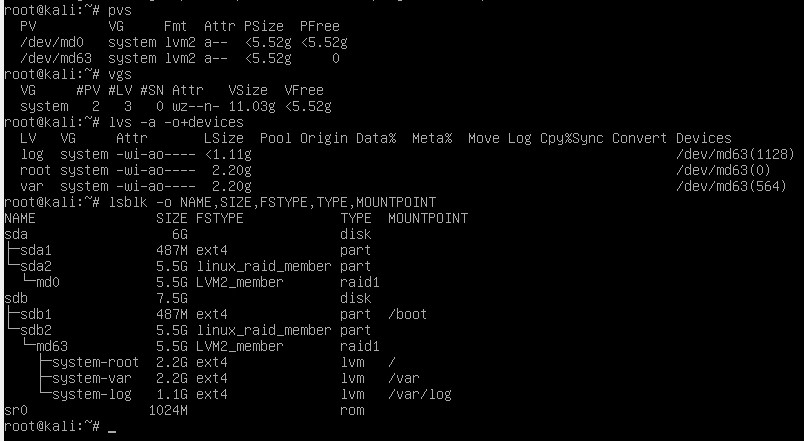 root@kali:~# pvs
  PV         VG     Fmt  Attr PSize  PFree
  /dev/md0   system lvm2 a--  <5.52g <5.52g
  /dev/md63  system lvm2 a--  <5.52g     0
root@kali:~# vgs
  VG     #PV #LV #SN Attr   VSize  VFree
  system   2   3   0 wz--n- 11.03g <5.52g
root@kali:~# lvs -a -o+devices
  LV   VG     Attr       LSize  Pool Origin Data%  Meta%  Move Log Cpy%Sync Convert Devices
  log  system -wi-ao---- <1.11g                                                     /dev/md63(1128)
  root system -wi-ao----  2.20g                                                     /dev/md63(0)
  var  system -wi-ao----  2.20g                                                     /dev/md63(564)
root@kali:~# lsblk -o NAME,SIZE,FSTYPE,TYPE,MOUNTPOINT
NAME               SIZE FSTYPE            TYPE  MOUNTPOINT
sda                  6G                   disk
├─sda1             487M ext4              part
└─sda2             5.5G linux_raid_member part
  └─md0            5.5G LVM2_member       raid1
sdb                7.5G                   disk
├─sdb1             487M ext4              part  /boot
└─sdb2             5.5G linux_raid_member part
  └─md63           5.5G LVM2_member       raid1
    ├─system-root  2.2G ext4              lvm   /
    ├─system-var   2.2G ext4              lvm   /var
    └─system-log   1.1G ext4              lvm   /var/log
sr0               1024M                   rom
root@kali:~# _